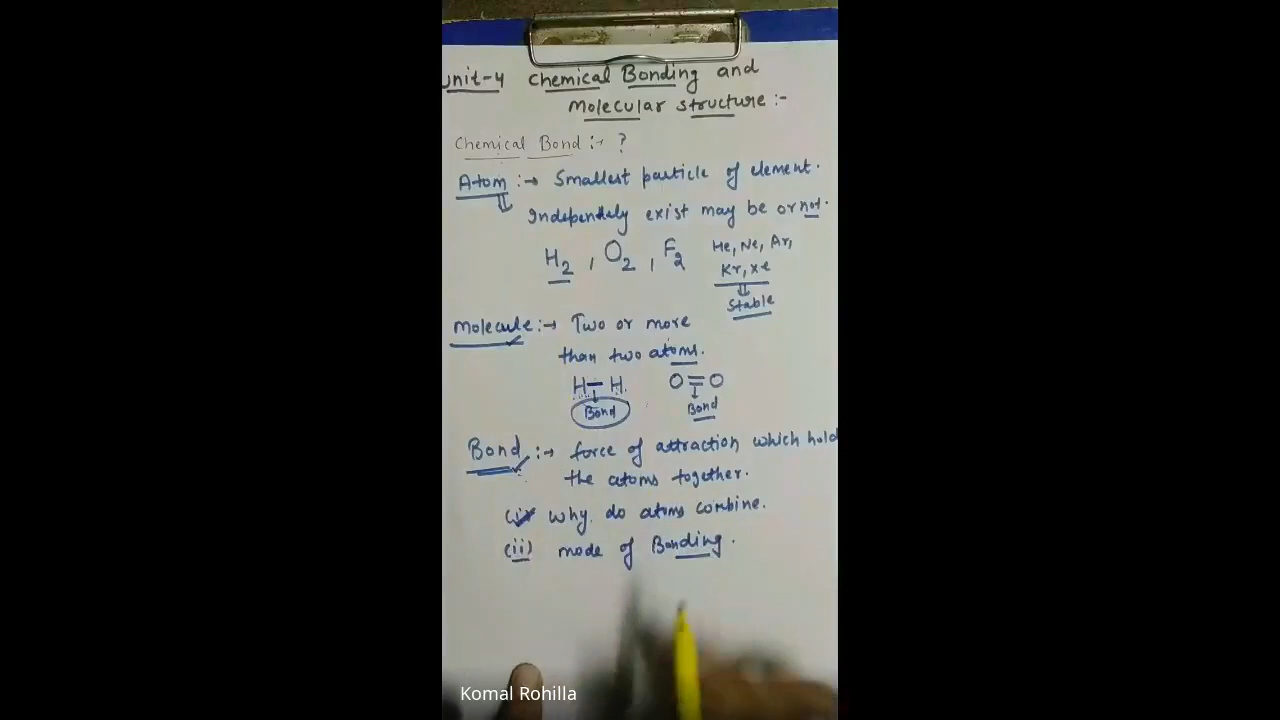 Unit-4 Chemical Bonding and
Molecular structure :-
Chemical Bond :→ ?
Atom :→ Smallest particle of element.
⇓ Independely exist may be or not.
H2 , O2 , F2 He, Ne, Ar,
Kr, Xe
⇓
Stable
Molecule :→ Two or more
than two atoms.
H–H O=O
↓ ↓
Bond Bond
Bond :→ force of attraction which hold
the atoms together.
(i) Why do atoms combine.
(ii) mode of Bonding.
Komal Rohilla